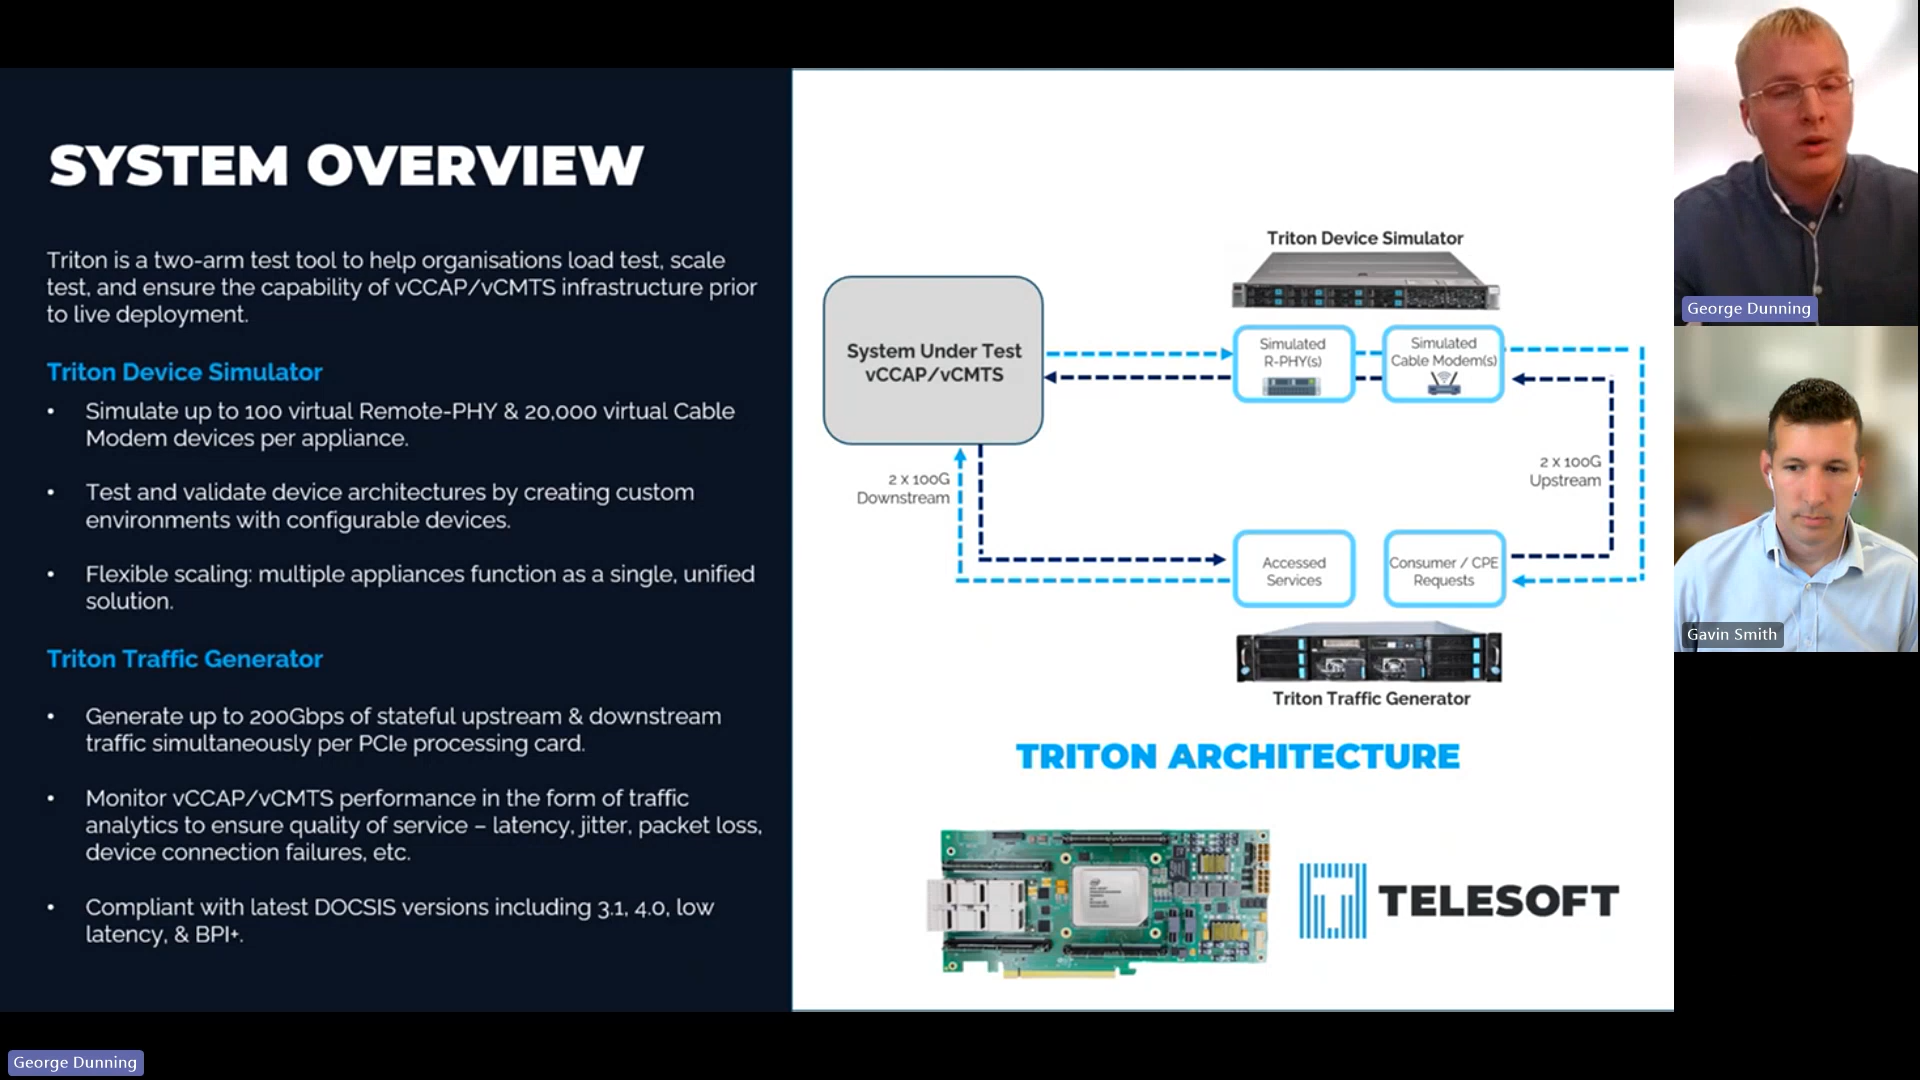 SYSTEM OVERVIEW
Triton is a two-arm test tool to help organisations load test, scale
test, and ensure the capability of vCCAP/vCMTS infrastructure prior
to live deployment.
Triton Device Simulator
• Simulate up to 100 virtual Remote-PHY & 20,000 virtual Cable
Modem devices per appliance.
• Test and validate device architectures by creating custom
environments with configurable devices.
• Flexible scaling: multiple appliances function as a single, unified
solution.
Triton Traffic Generator
• Generate up to 200Gbps of stateful upstream & downstream
traffic simultaneously per PCIe processing card.
• Monitor vCCAP/vCMTS performance in the form of traffic
analytics to ensure quality of service – latency, jitter, packet loss,
device connection failures, etc.
• Compliant with latest DOCSIS versions including 3.1, 4.0, low
latency, & BPI+.
Triton Device Simulator
System Under Test
vCCAP/vCMTS
Simulated
R-PHY(s)
Simulated
Cable Modem(s)
2 x 100G
Downstream
2 x 100G
Upstream
Accessed
Services
Consumer / CPE
Requests
Triton Traffic Generator
TRITON ARCHITECTURE
TELESOFT
George Dunning
Gavin Smith
George Dunning